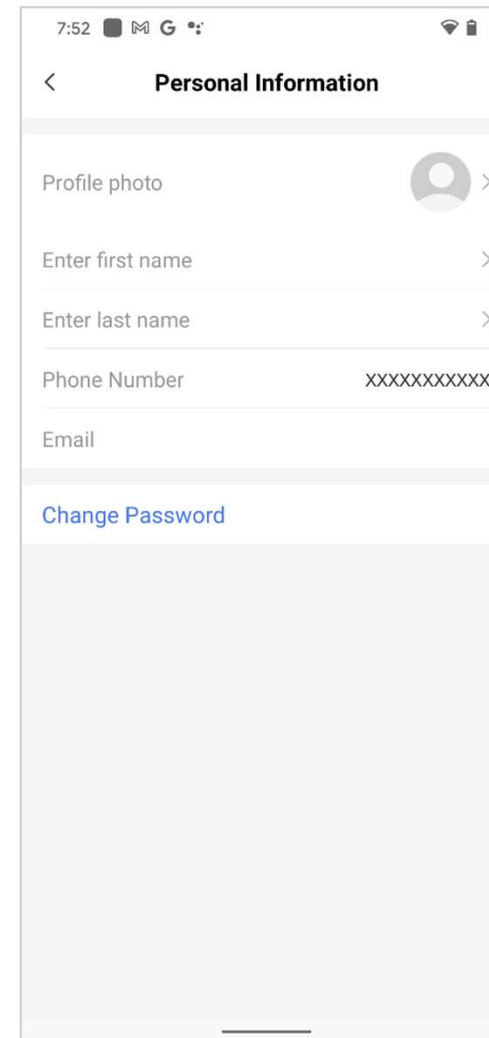 7:52
Personal Information
Profile photo
Enter first name
Enter last name
Phone Number XXXXXXXXXXX
Email
Change Password